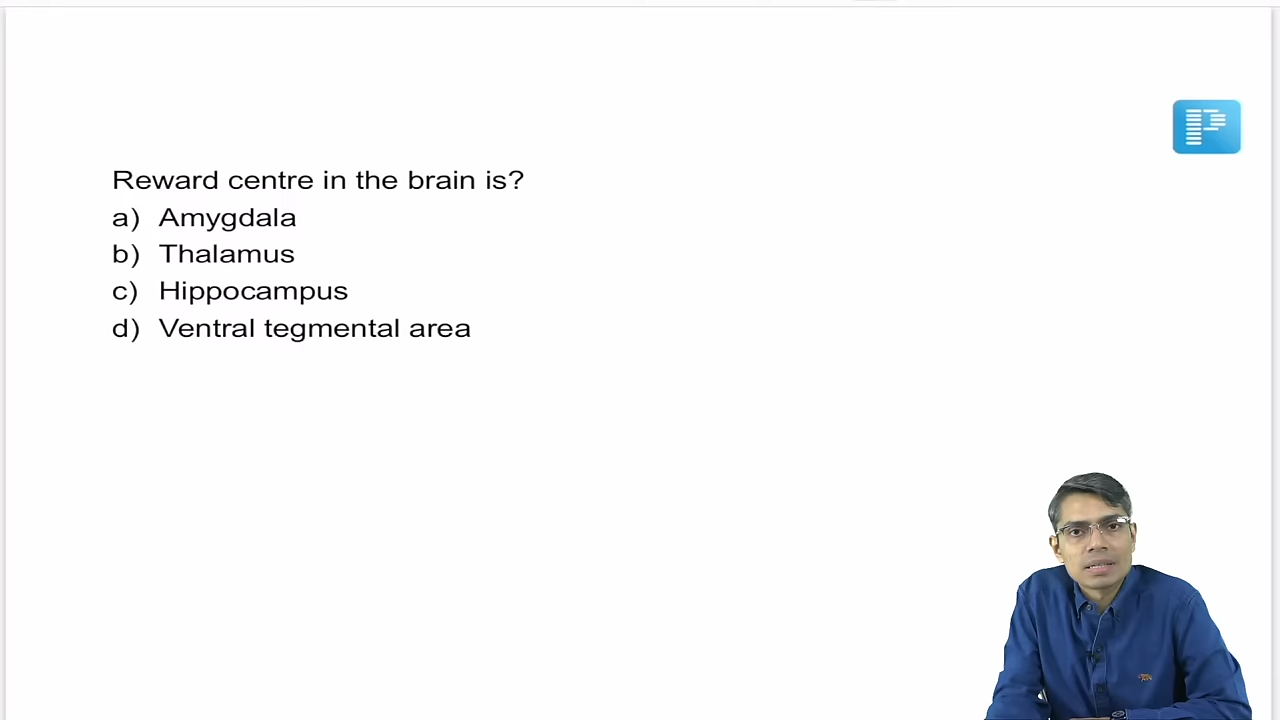 Reward centre in the brain is?
a) Amygdala
b) Thalamus
c) Hippocampus
d) Ventral tegmental area
P